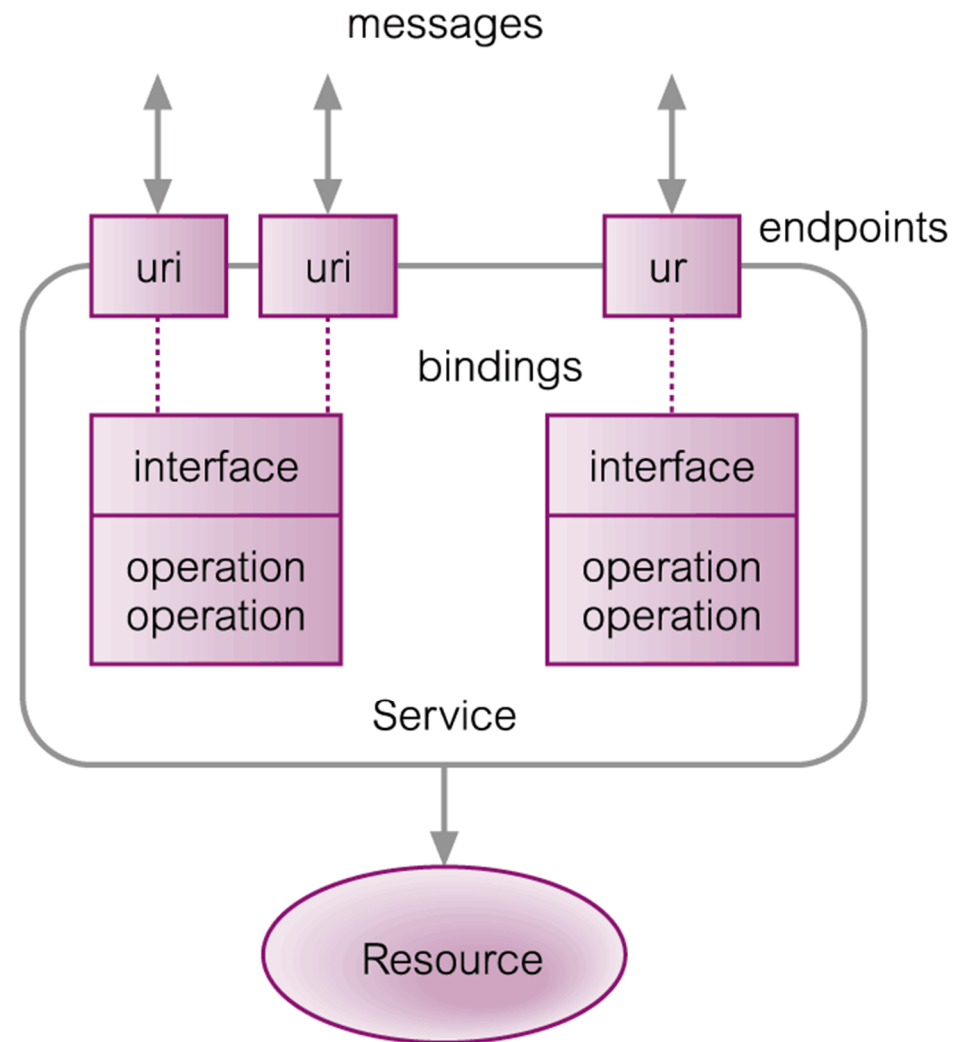 messages
uri
uri
ur
endpoints
bindings
interface
interface
operation
operation
operation
operation
Service
Resource